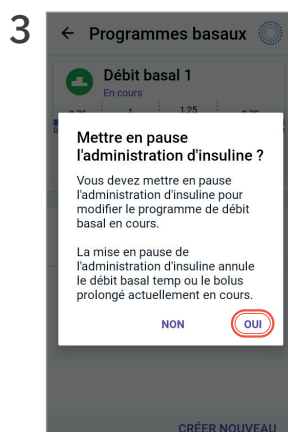 3
← Programmes basaux
Débit basal 1
En cours
1.25
Mettre en pause
l'administration d'insuline ?
Vous devez mettre en pause
l'administration d'insuline pour
modifier le programme de débit
basal en cours.
La mise en pause de
l'administration d'insuline annule
le débit basal temp ou le bolus
prolongé actuellement en cours.
NON OUI
CRÉER NOUVEAU